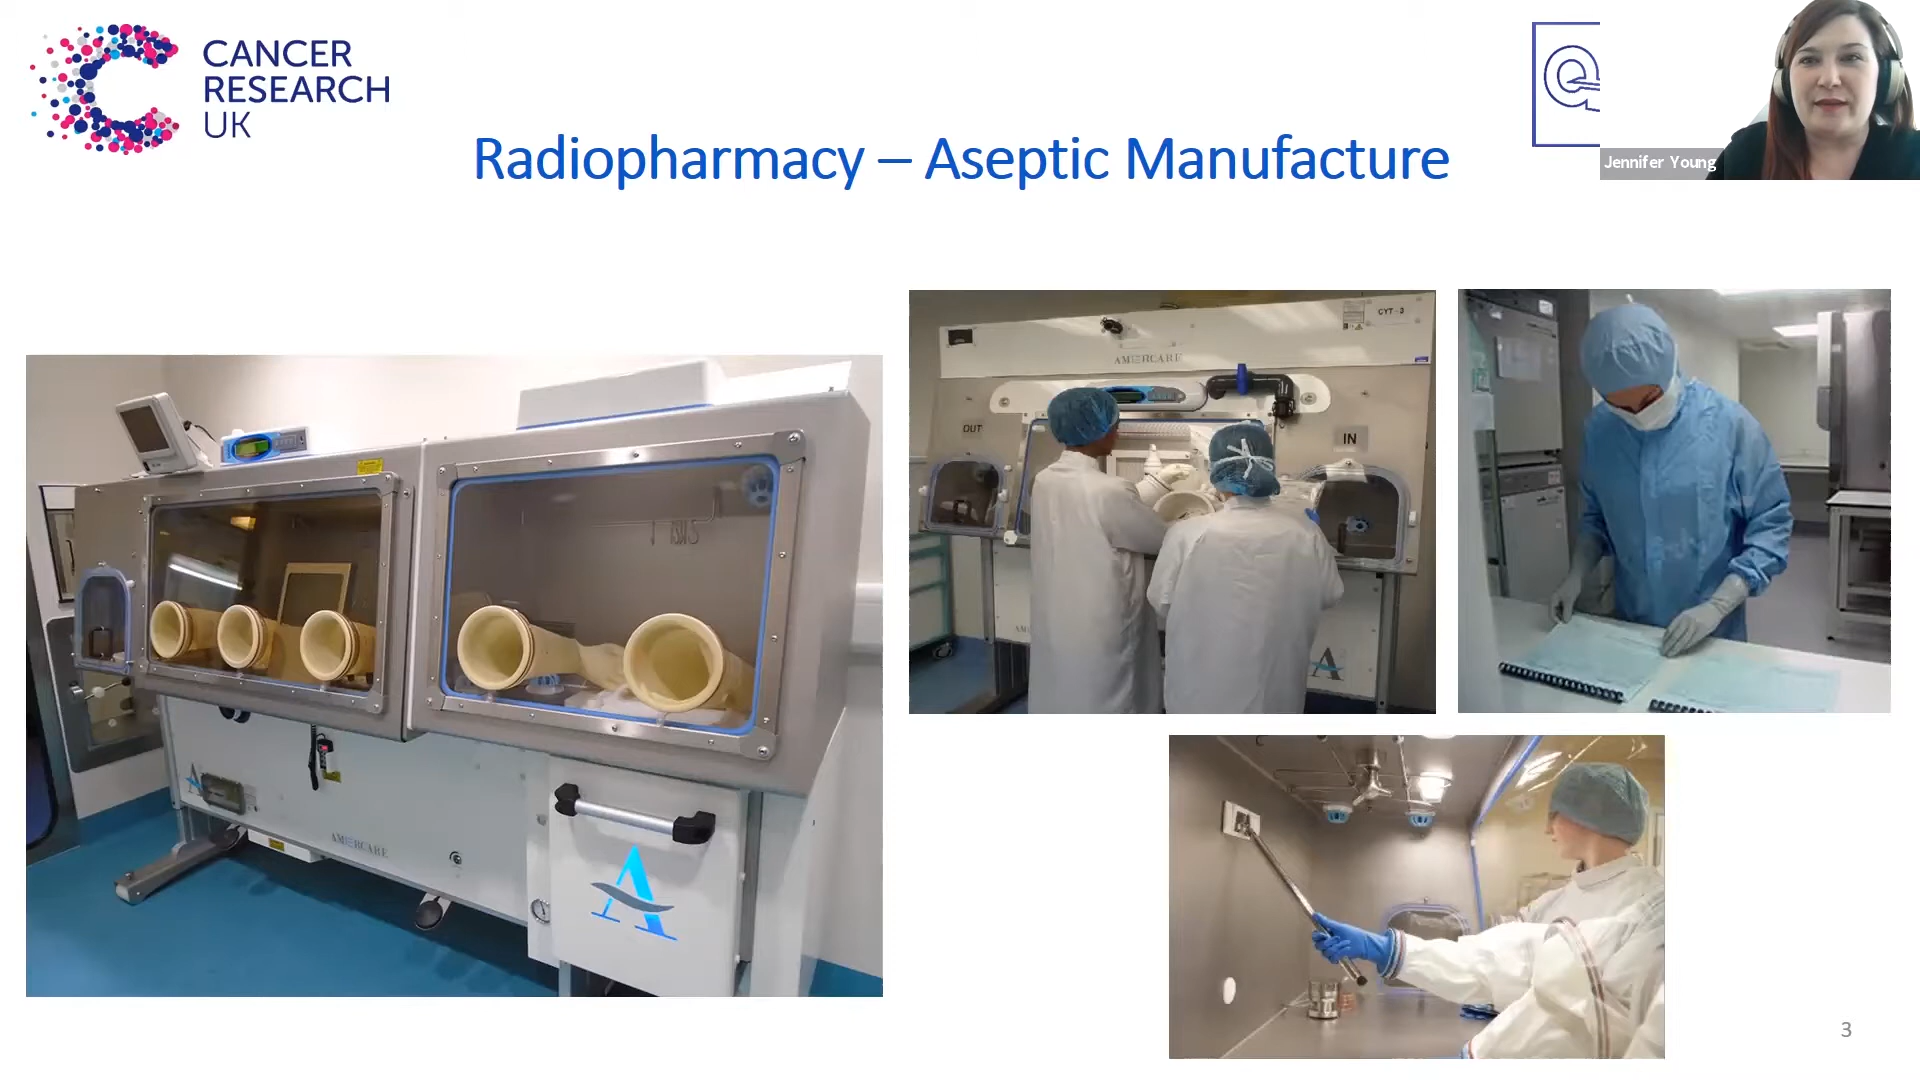 CANCER
RESEARCH
UK
Jennifer Young
Radiopharmacy – Aseptic Manufacture
CYT-3
AMERCARE
OUT
IN
AMERCARE
A
3